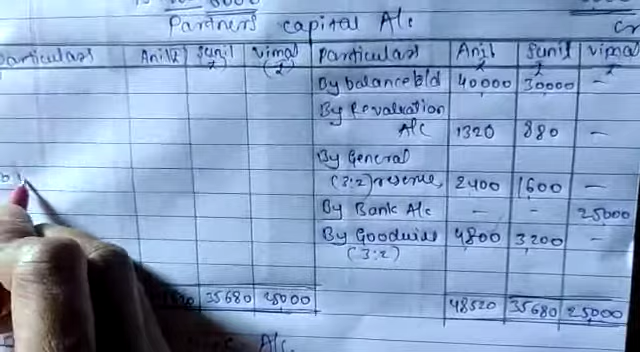 Partners capital A/c
Cr
Particulars Anil(₹) Sunil ₹ Vimal (₹) Particulars Anil ₹ Sunil ₹ Vimal ₹
By balance b/d 40000 30000 -
By Revaluation
A/c 1320 880 -
By General
(3:2) reserve 2400 1600 -
By Bank A/c - - 25000
By Goodwill 4800 3200 -
(3:2)
35680 25000 48520 35680 25000
A/c.